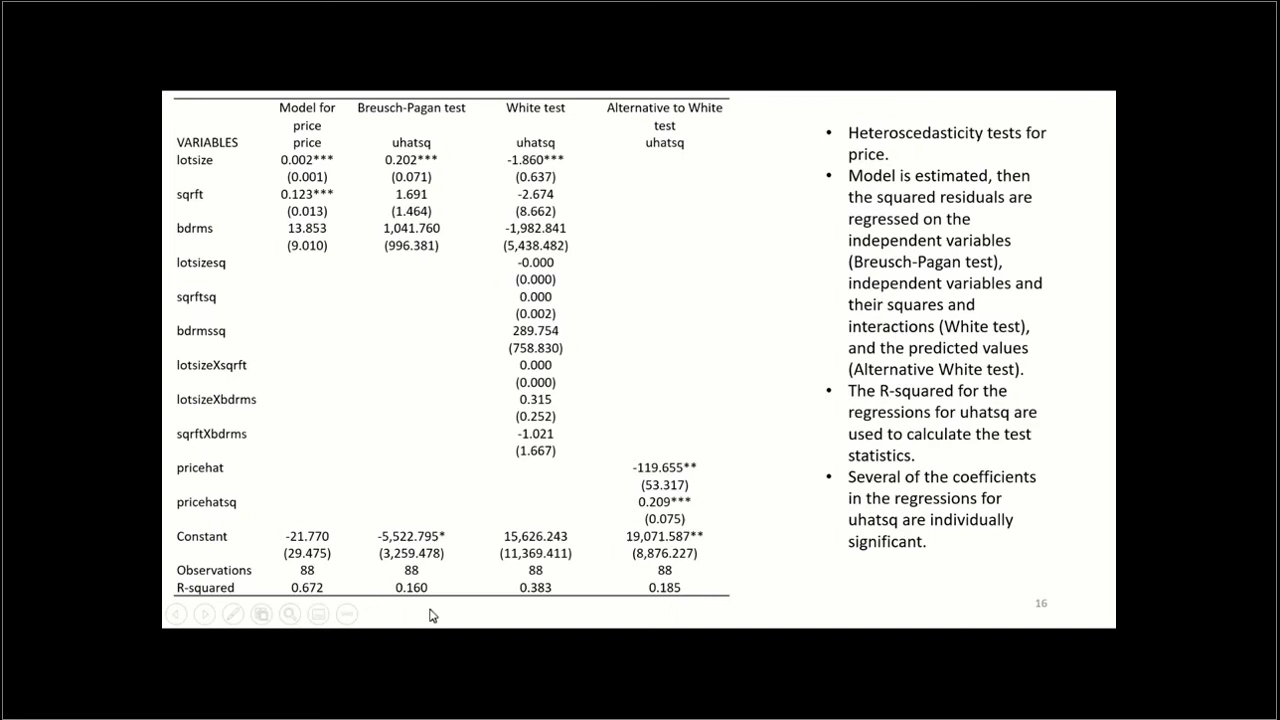 Model for Breusch-Pagan test White test Alternative to White
price test
VARIABLES price uhatsq uhatsq uhatsq
lotsize 0.002*** 0.202*** -1.860***
(0.001) (0.071) (0.637)
sqrft 0.123*** 1.691 -2.674
(0.013) (1.464) (8.662)
bdrms 13.853 1,041.760 -1,982.841
(9.010) (996.381) (5,438.482)
lotsizesq -0.000
(0.000)
sqrftsq 0.000
(0.002)
bdrmssq 289.754
(758.830)
lotsizeXsqrft 0.000
(0.000)
lotsizeXbdrms 0.315
(0.252)
sqrftXbdrms -1.021
(1.667)
pricehat -119.655**
(53.317)
pricehatsq 0.209***
(0.075)
Constant -21.770 -5,522.795* 15,626.243 19,071.587**
(29.475) (3,259.478) (11,369.411) (8,876.227)
Observations 88 88 88 88
R-squared 0.672 0.160 0.383 0.185
• Heteroscedasticity tests for
price.
• Model is estimated, then
the squared residuals are
regressed on the
independent variables
(Breusch-Pagan test),
independent variables and
their squares and
interactions (White test),
and the predicted values
(Alternative White test).
• The R-squared for the
regressions for uhatsq are
used to calculate the test
statistics.
• Several of the coefficients
in the regressions for
uhatsq are individually
significant.
16